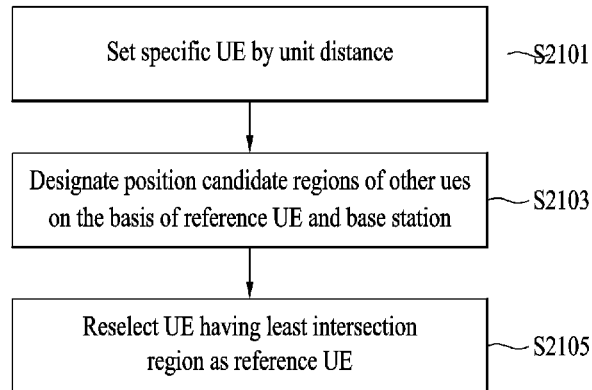 Set specific UE by unit distance
S2101
Designate position candidate regions of other ues
on the basis of reference UE and base station
S2103
Reselect UE having least intersection
region as reference UE
S2105